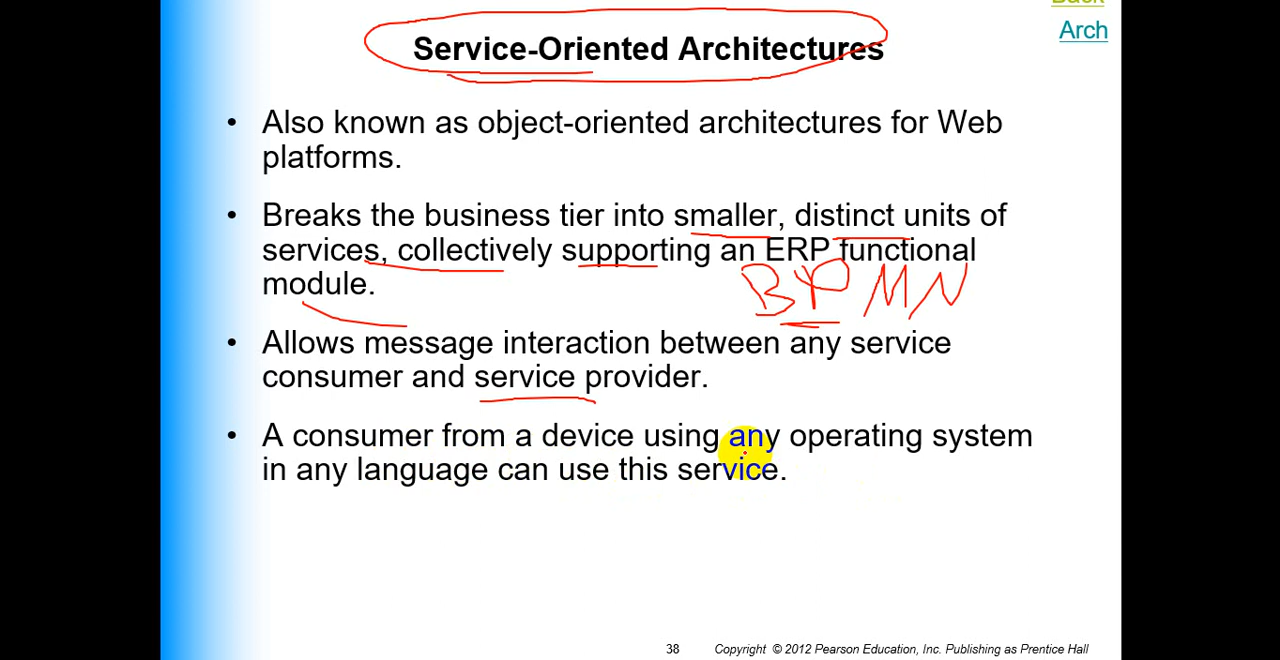 Back
Arch
Service-Oriented Architectures
• Also known as object-oriented architectures for Web
platforms.
• Breaks the business tier into smaller, distinct units of
services, collectively supporting an ERP functional
module.
BPMN
• Allows message interaction between any service
consumer and service provider.
• A consumer from a device using any operating system
in any language can use this service.
38 Copyright © 2012 Pearson Education, Inc. Publishing as Prentice Hall